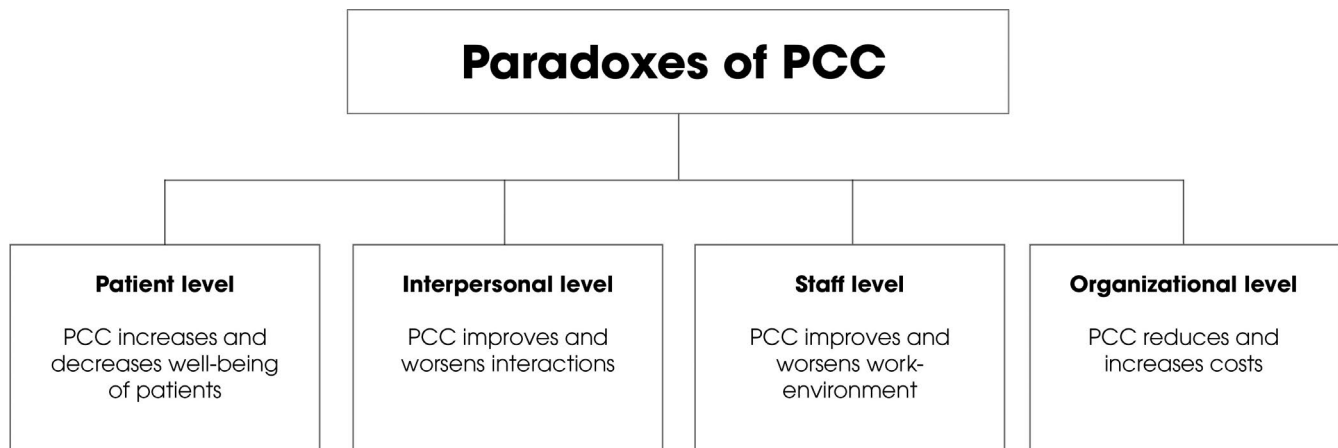 Paradoxes of PCC
Patient level
PCC increases and
decreases well-being
of patients
Interpersonal level
PCC improves and
worsens interactions
Staff level
PCC improves and
worsens work-
environment
Organizational level
PCC reduces and
increases costs